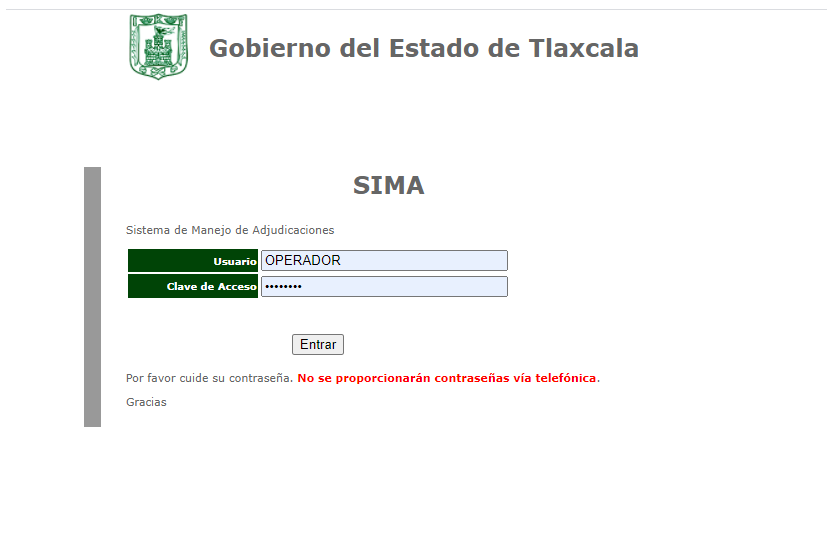 Gobierno del Estado de Tlaxcala
SIMA
Sistema de Manejo de Adjudicaciones
Usuario OPERADOR
Clave de Acceso ••••••••
Entrar
Por favor cuide su contraseña. No se proporcionarán contraseñas vía telefónica.
Gracias